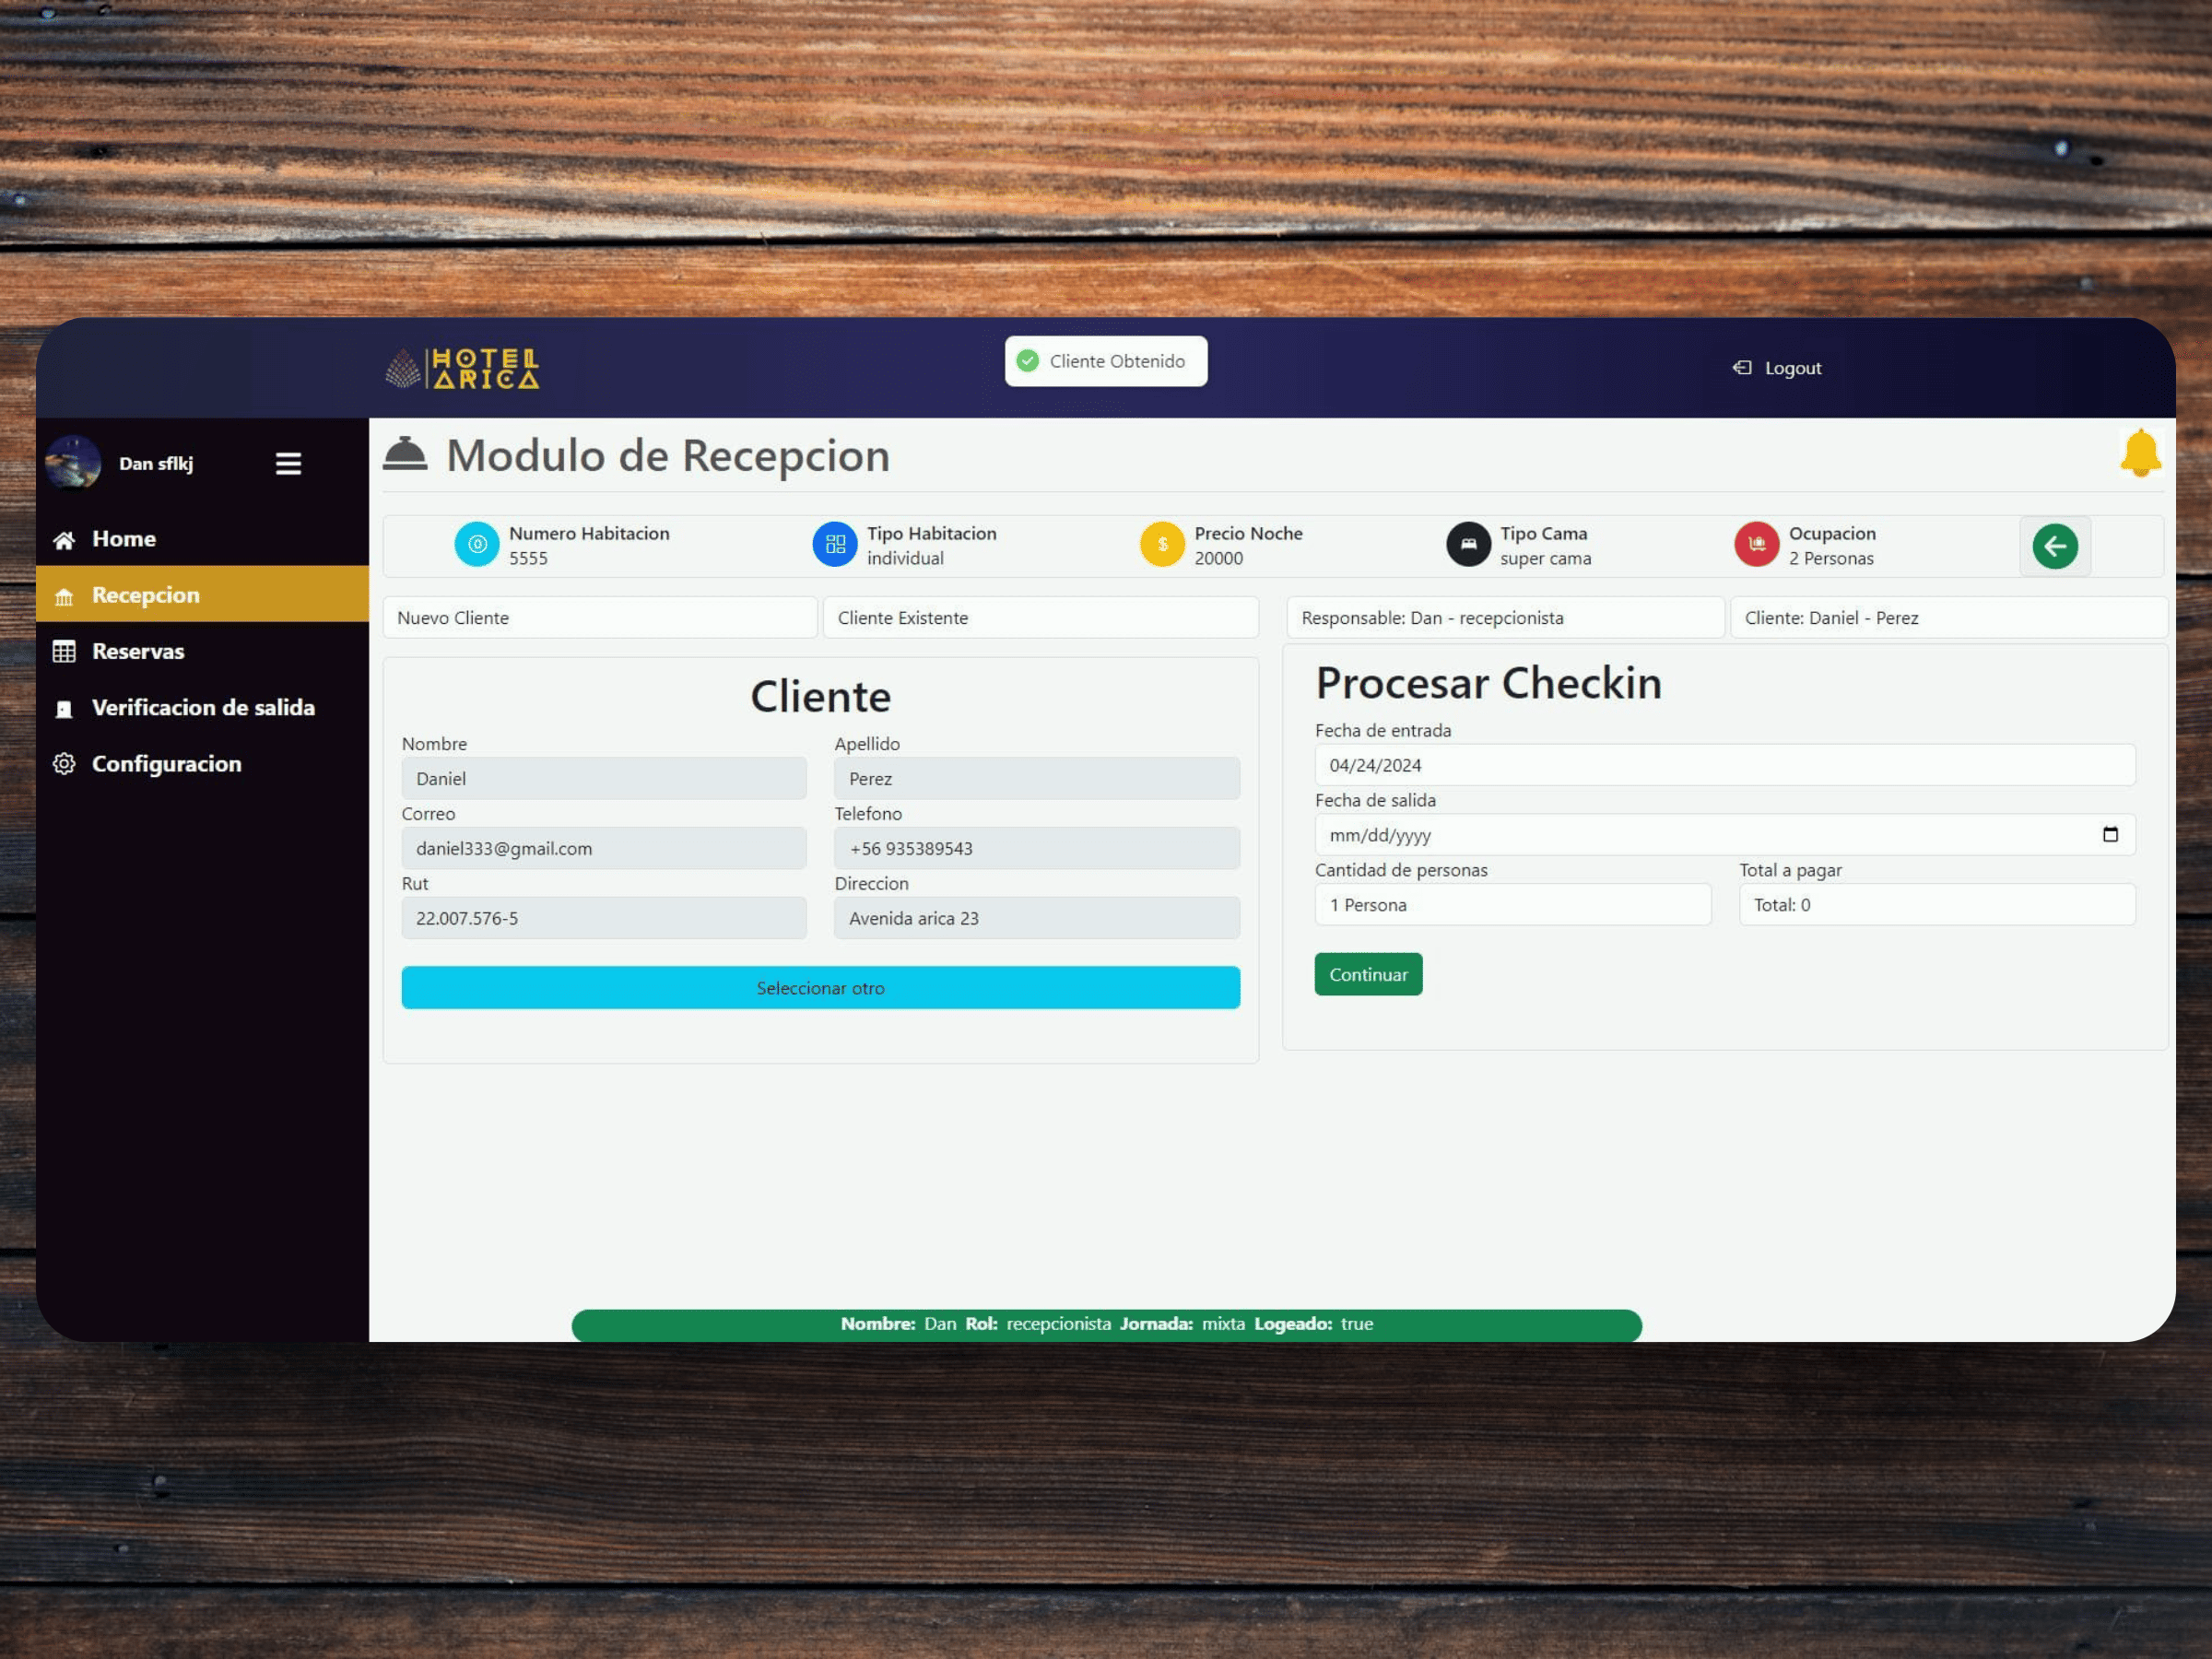 HOTEL
ARICA
Cliente Obtenido
Logout
Dan sflkj
Home
Recepcion
Reservas
Verificacion de salida
Configuracion
Modulo de Recepcion
Numero Habitacion
5555
Tipo Habitacion
individual
Precio Noche
20000
Tipo Cama
super cama
Ocupacion
2 Personas
Nuevo Cliente
Cliente Existente
Responsable: Dan - recepcionista
Cliente: Daniel - Perez
Cliente
Nombre
Daniel
Apellido
Perez
Correo
daniel333@gmail.com
Telefono
+56 935389543
Rut
22.007.576-5
Direccion
Avenida arica 23
Seleccionar otro
Procesar Checkin
Fecha de entrada
04/24/2024
Fecha de salida
mm/dd/yyyy
Cantidad de personas
1 Persona
Total a pagar
Total: 0
Continuar
Nombre: Dan Rol: recepcionista Jornada: mixta Logeado: true